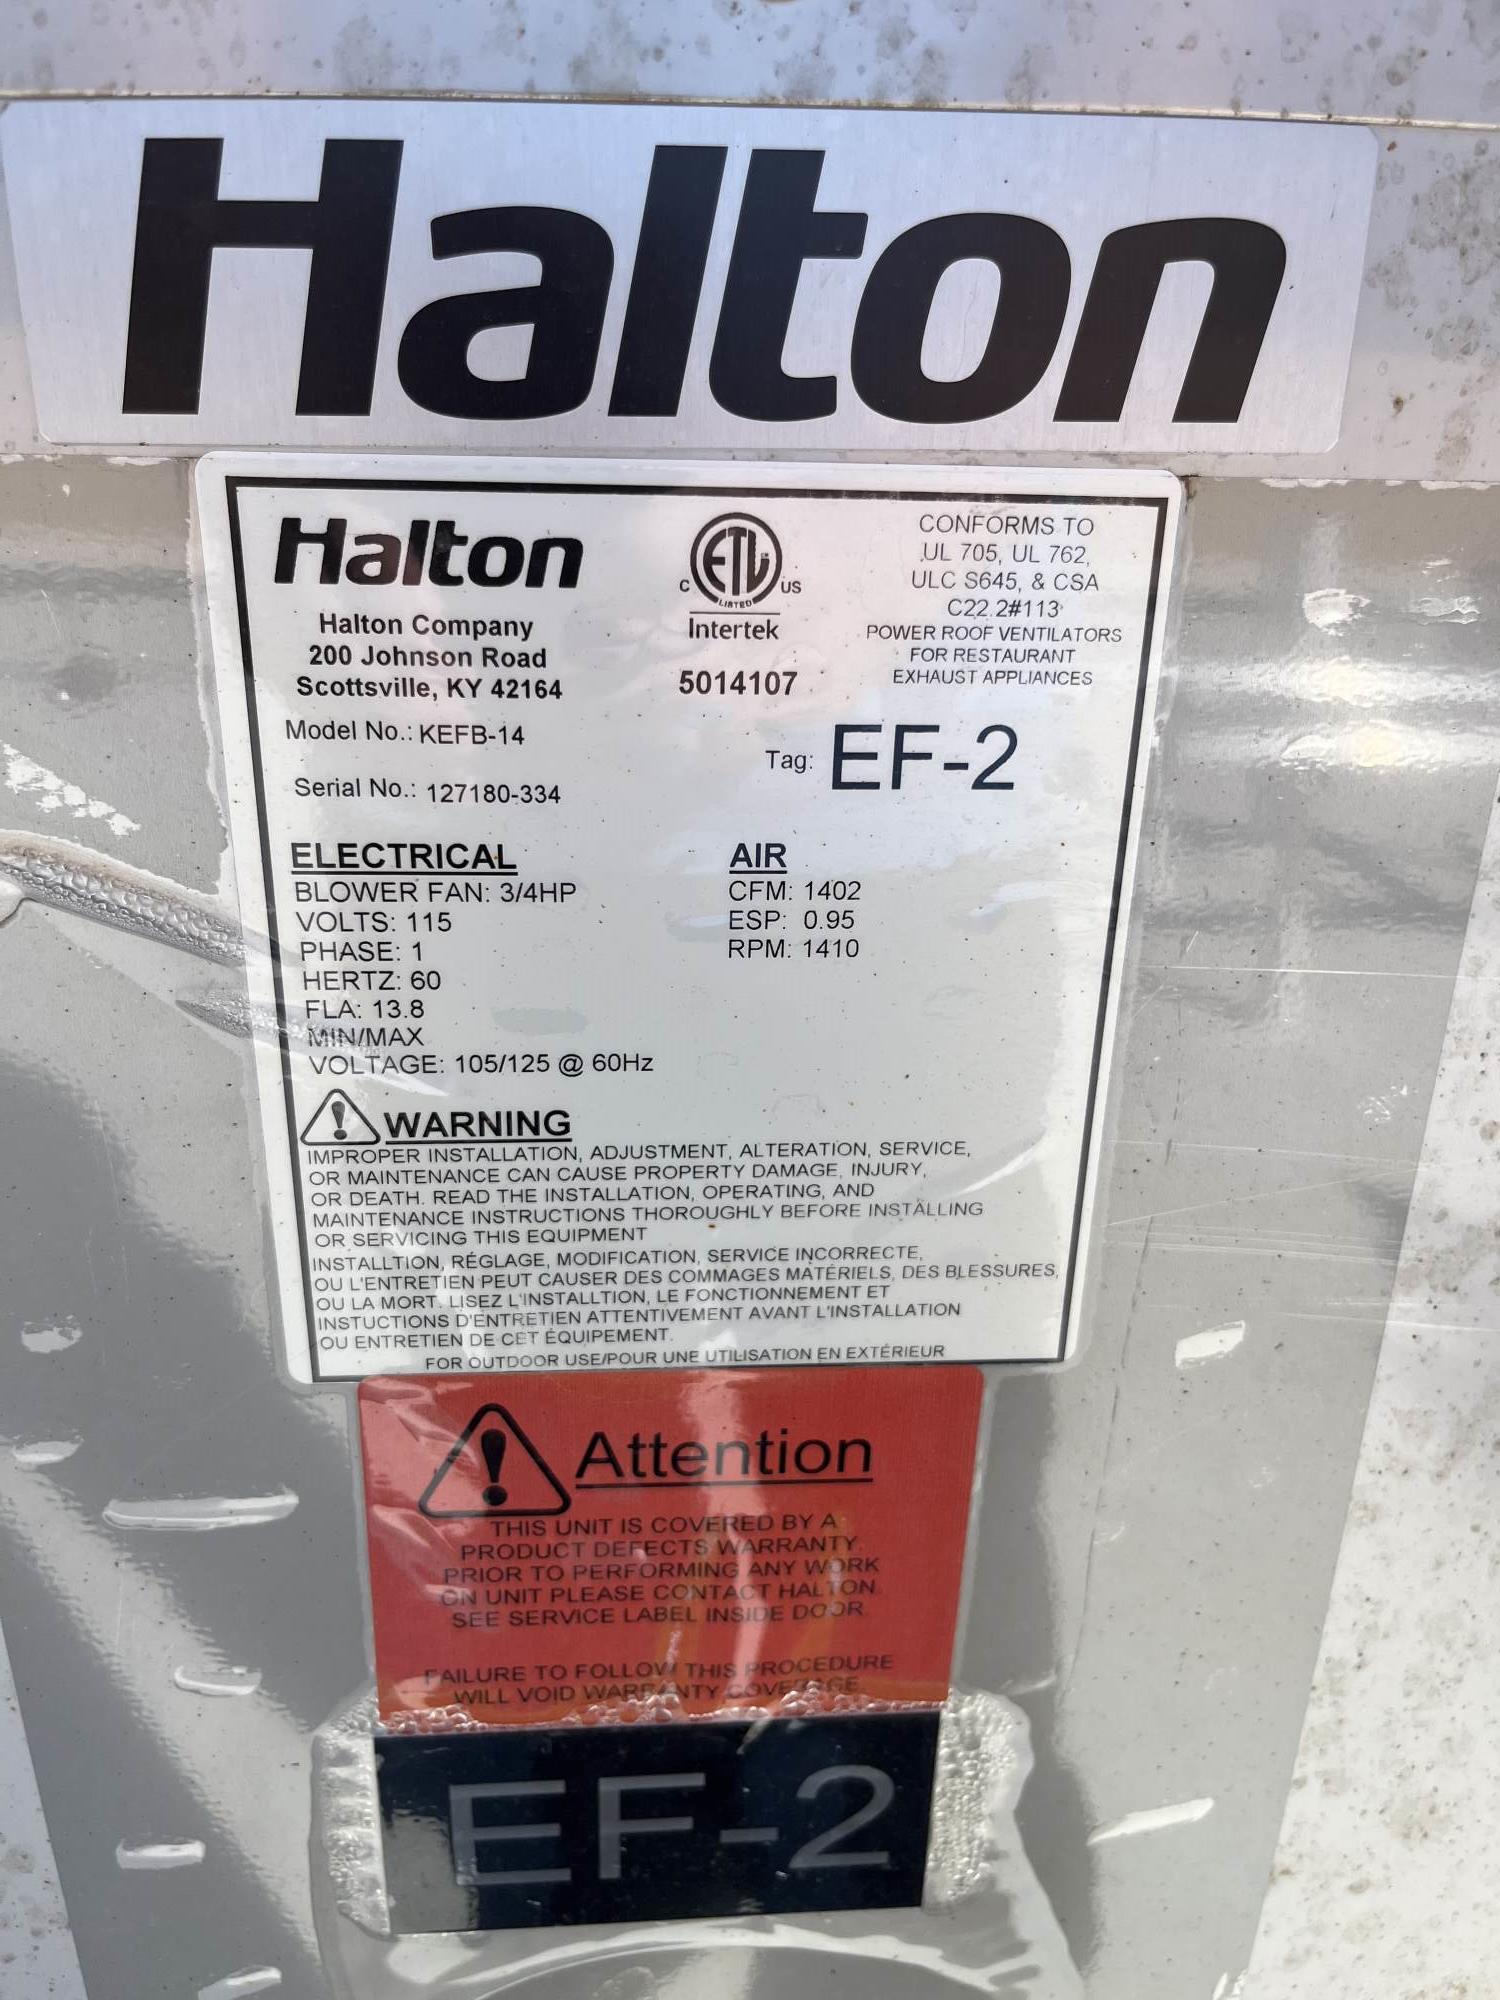 Halton
Halton
Halton Company
200 Johnson Road
Scottsville, KY 42164
C ETL US
LISTED
Intertek
5014107
CONFORMS TO
UL 705, UL 762,
ULC S645, & CSA
C22.2#113
POWER ROOF VENTILATORS
FOR RESTAURANT
EXHAUST APPLIANCES
Model No.: KEFB-14
Tag: EF-2
Serial No.: 127180-334
ELECTRICAL
BLOWER FAN: 3/4HP
VOLTS: 115
PHASE: 1
HERTZ: 60
FLA: 13.8
MIN/MAX
VOLTAGE: 105/125 @ 60Hz
AIR
CFM: 1402
ESP: 0.95
RPM: 1410
WARNING
IMPROPER INSTALLATION, ADJUSTMENT, ALTERATION, SERVICE,
OR MAINTENANCE CAN CAUSE PROPERTY DAMAGE, INJURY,
OR DEATH. READ THE INSTALLATION, OPERATING, AND
MAINTENANCE INSTRUCTIONS THOROUGHLY BEFORE INSTALLING
OR SERVICING THIS EQUIPMENT
INSTALLTION, RÉGLAGE, MODIFICATION, SERVICE INCORRECTE,
OU L'ENTRETIEN PEUT CAUSER DES COMMAGES MATÉRIELS, DES BLESSURES,
OU LA MORT. LISEZ L'INSTALLTION, LE FONCTIONNEMENT ET
INSTUCTIONS D'ENTRETIEN ATTENTIVEMENT AVANT L'INSTALLATION
OU ENTRETIEN DE CET ÉQUIPEMENT.
FOR OUTDOOR USE/POUR UNE UTILISATION EN EXTÉRIEUR
Attention
THIS UNIT IS COVERED BY A
PRODUCT DEFECTS WARRANTY.
PRIOR TO PERFORMING ANY WORK
ON UNIT PLEASE CONTACT HALTON.
SEE SERVICE LABEL INSIDE DOOR.
FAILURE TO FOLLOW THIS PROCEDURE
WILL VOID WARRANTY COVERAGE
EF-2